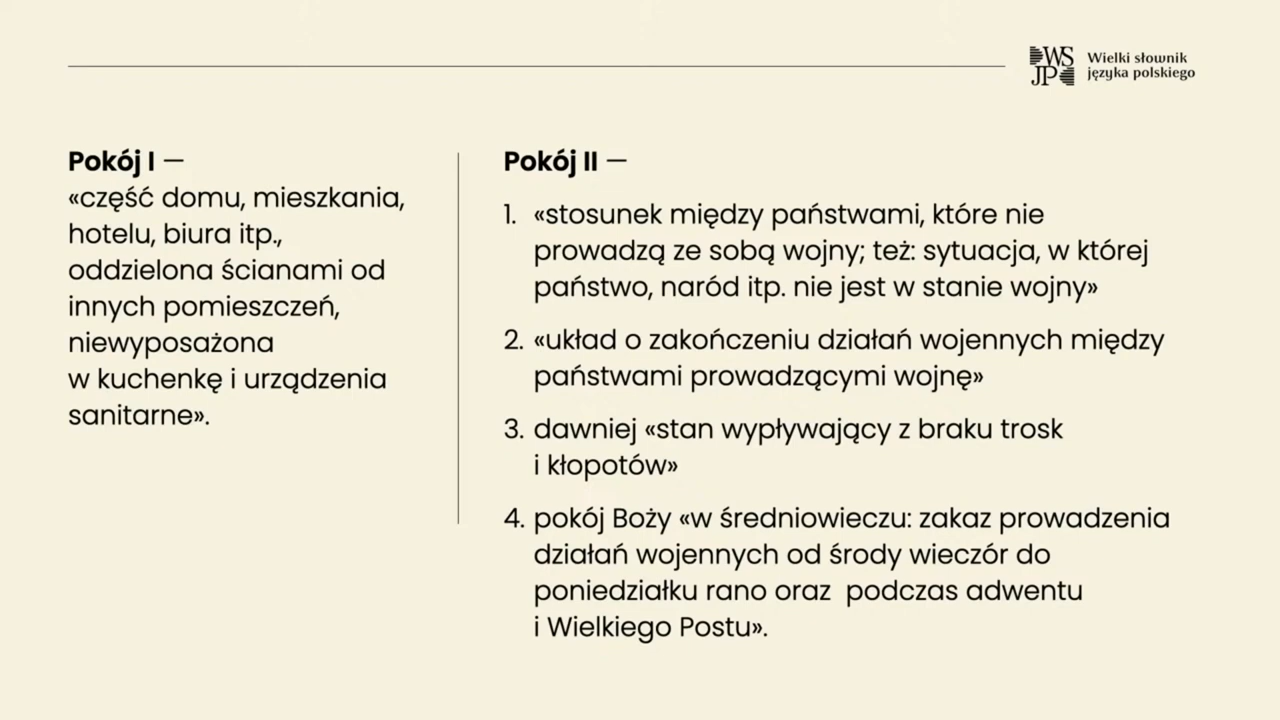 WS
JP
Wielki słownik
języka polskiego
Pokój I —
«część domu, mieszkania,
hotelu, biura itp.,
oddzielona ścianami od
innych pomieszczeń,
niewyposażona
w kuchenkę i urządzenia
sanitarne».
Pokój II —
1. «stosunek między państwami, które nie
prowadzą ze sobą wojny; też: sytuacja, w której
państwo, naród itp. nie jest w stanie wojny»
2. «układ o zakończeniu działań wojennych między
państwami prowadzącymi wojnę»
3. dawniej «stan wypływający z braku trosk
i kłopotów»
4. pokój Boży «w średniowieczu: zakaz prowadzenia
działań wojennych od środy wieczór do
poniedziałku rano oraz  podczas adwentu
i Wielkiego Postu».